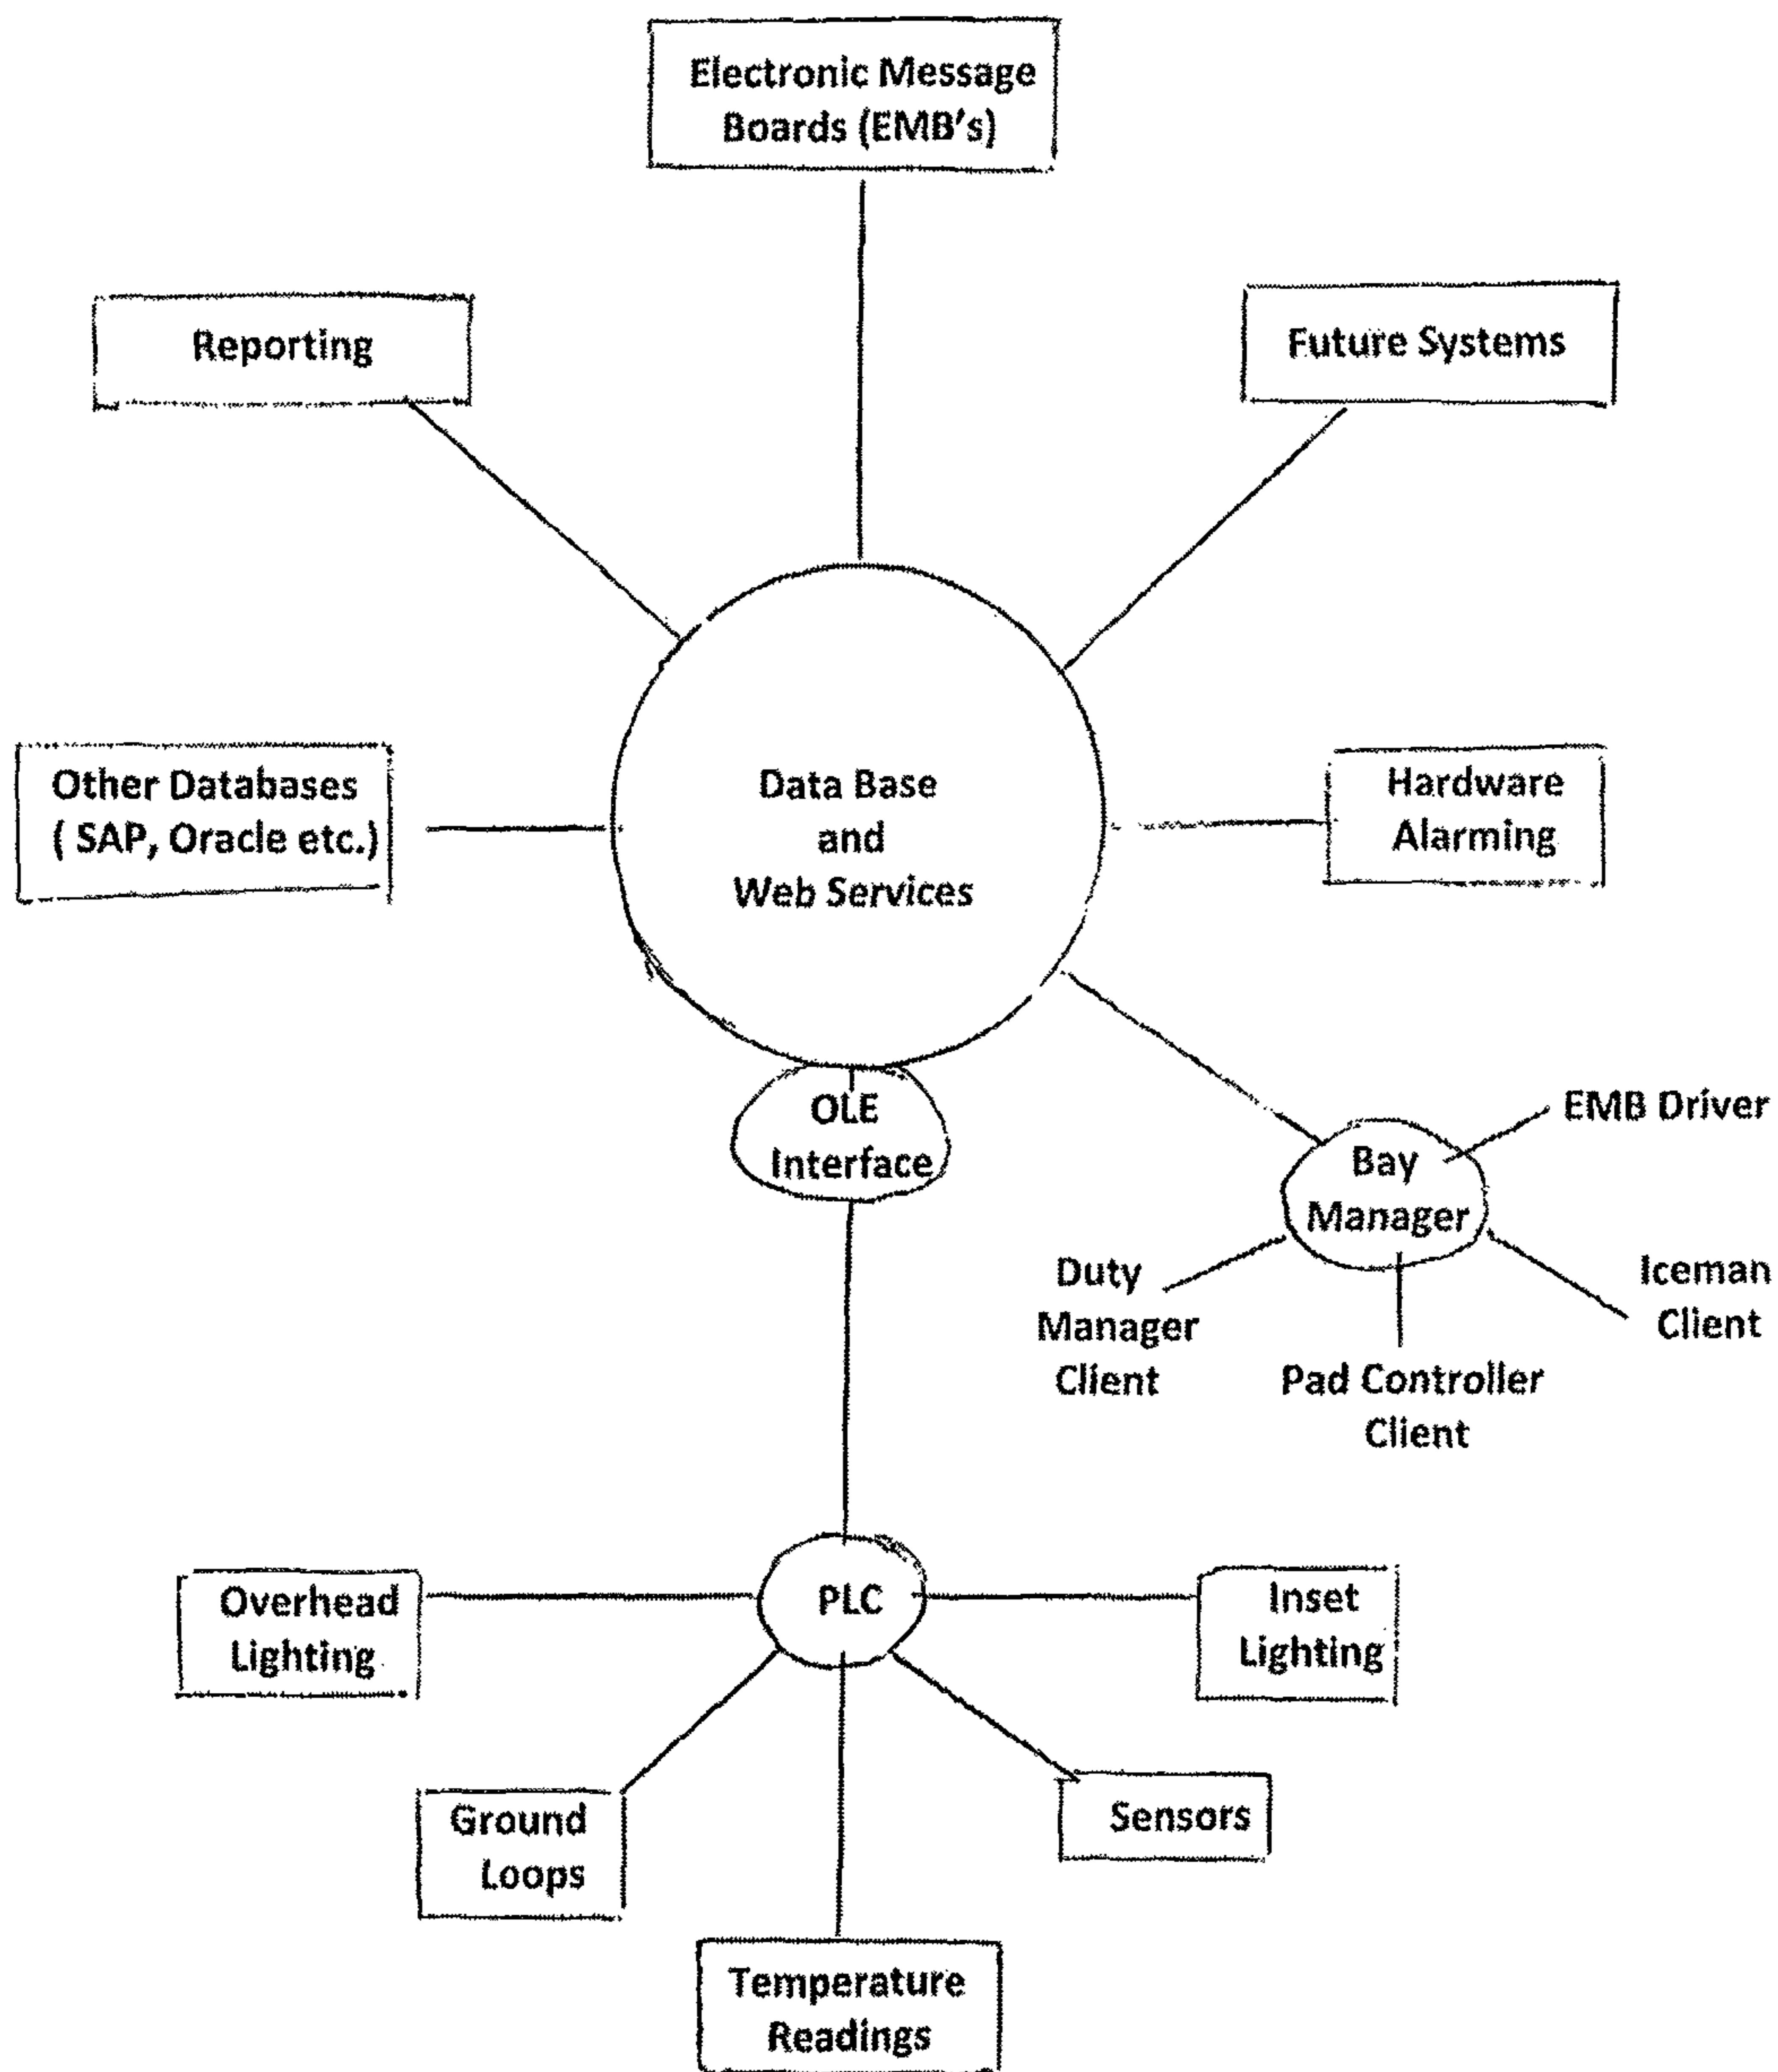 Electronic Message
Boards (EMB's)
Reporting
Future Systems
Other Databases
( SAP, Oracle etc.)
Data Base
and
Web Services
Hardware
Alarming
OLE
Interface
EMB Driver
Bay
Manager
Duty
Manager
Client
Pad Controller
Client
Iceman
Client
Overhead
Lighting
PLC
Inset
Lighting
Ground
Loops
Sensors
Temperature
Readings